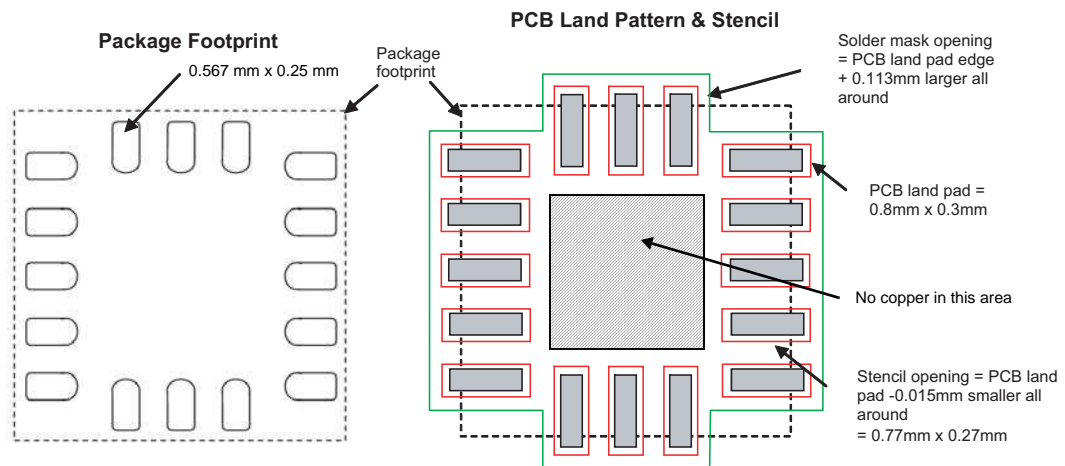 PCB Land Pattern & Stencil
Package Footprint
0.567 mm x 0.25 mm
Package
footprint
Solder mask opening
= PCB land pad edge
+ 0.113mm larger all
around
PCB land pad =
0.8mm x 0.3mm
No copper in this area
Stencil opening = PCB land
pad -0.015mm smaller all
around
= 0.77mm x 0.27mm